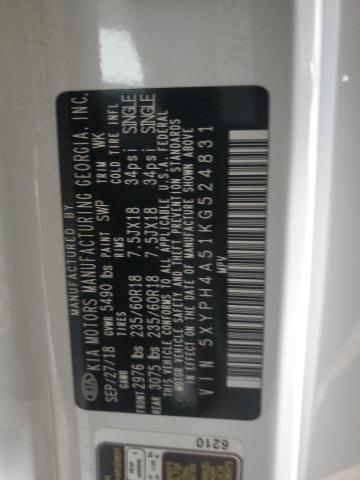 KIA
MANUFACTURED BY
KIA MOTORS MANUFACTURING GEORGIA, INC.
SEP/27/18 PAINT SWP TRIM WK
GVWR 5490 lbs
GAWR TIRES RIMS COLD TIRE INFL
FRONT 2976 lbs 235/60R18 7.5JX18 34psi SINGLE
REAR 3075 lbs 235/60R18 7.5JX18 34psi SINGLE
THIS VEHICLE CONFORMS TO ALL APPLICABLE U.S.A. FEDERAL
MOTOR VEHICLE SAFETY AND THEFT PREVENTION STANDARDS
IN EFFECT ON THE DATE OF MANUFACTURE SHOWN ABOVE
VIN 5XYPH4A51KG524831
MPV
6210